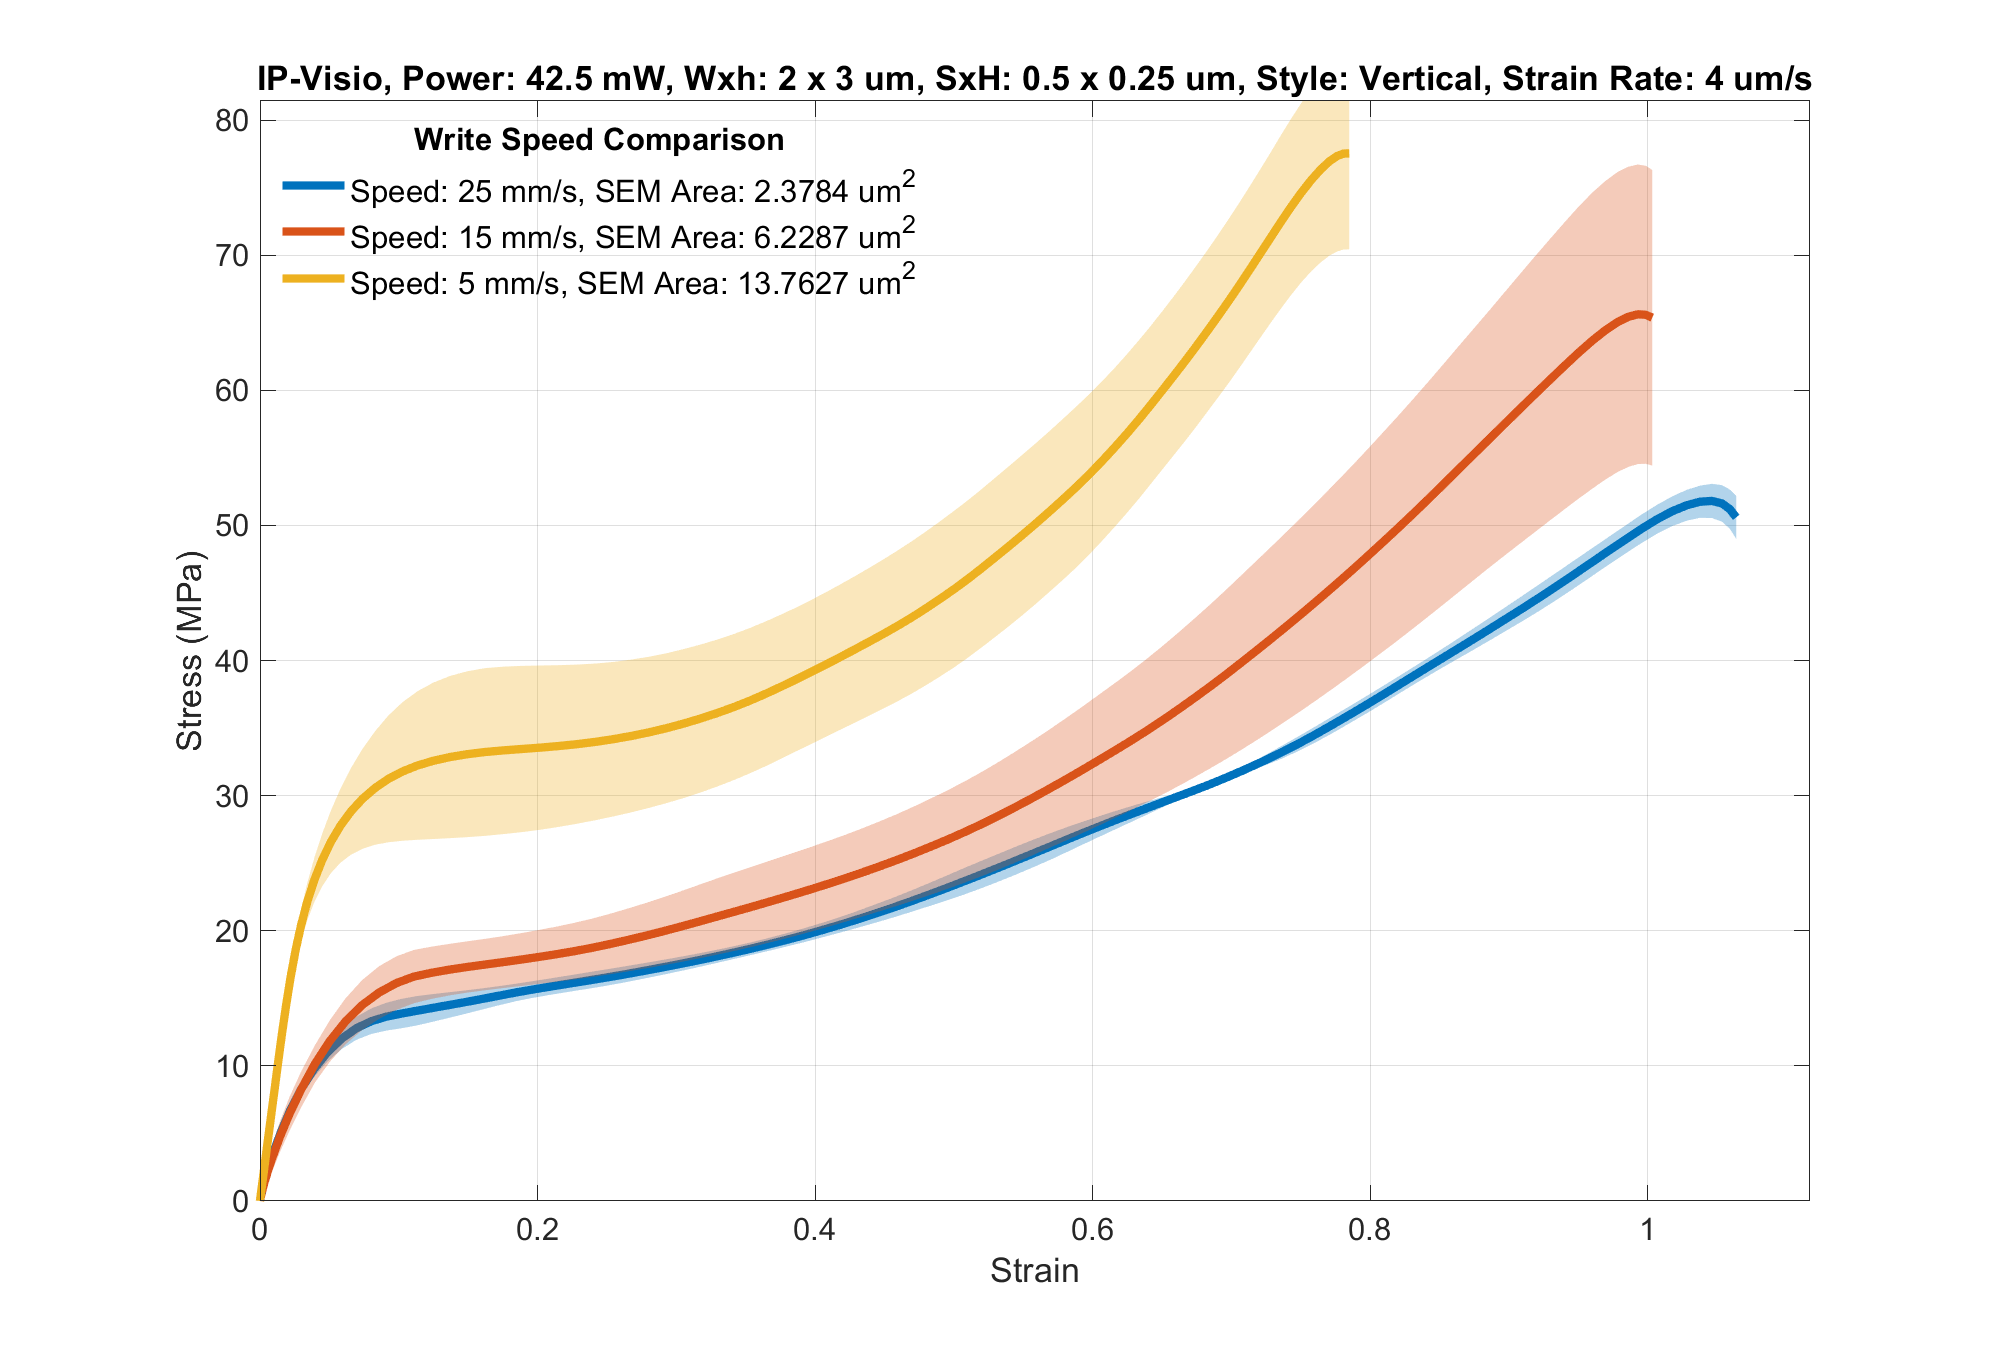 IP-Visio, Power: 42.5 mW, Wxh: 2 x 3 um, SxH: 0.5 x 0.25 um, Style: Vertical, Strain Rate: 4 um/s
Write Speed Comparison
Speed: 25 mm/s, SEM Area: 2.3784 um²
Speed: 15 mm/s, SEM Area: 6.2287 um²
Speed: 5 mm/s, SEM Area: 13.7627 um²
80
70
60
50
40
30
20
10
0
Stress (MPa)
0 0.2 0.4 0.6 0.8 1
Strain